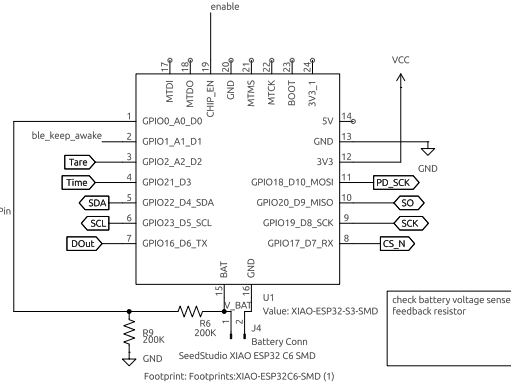 enable
17
18
19
20
21
22
23
24
MTDI
MTDO
CHIP_EN
GND
MTMS
MTCK
BOOT
3V3_1
VCC
1
GPIO0_A0_D0
5V
14
ble_keep_awake
2
GPIO1_A1_D1
GND
13
GND
Tare
3
GPIO2_A2_D2
3V3
12
Time
4
GPIO21_D3
GPIO18_D10_MOSI
11
PD_SCK
SDA
5
GPIO22_D4_SDA
GPIO20_D9_MISO
10
SO
Pin
SCL
6
GPIO23_D5_SCL
GPIO19_D8_SCK
9
SCK
DOut
7
GPIO16_D6_TX
GPIO17_D7_RX
8
CS_N
BAT
GND
15
16
U1
V_BAT
Value: XIAO-ESP32-S3-SMD
1
2
J4
Battery Conn
R6
200K
R9
200K
GND
SeedStudio XIAO ESP32 C6 SMD
Footprint: Footprints:XIAO-ESP32C6-SMD (1)
check battery voltage sense
feedback resistor